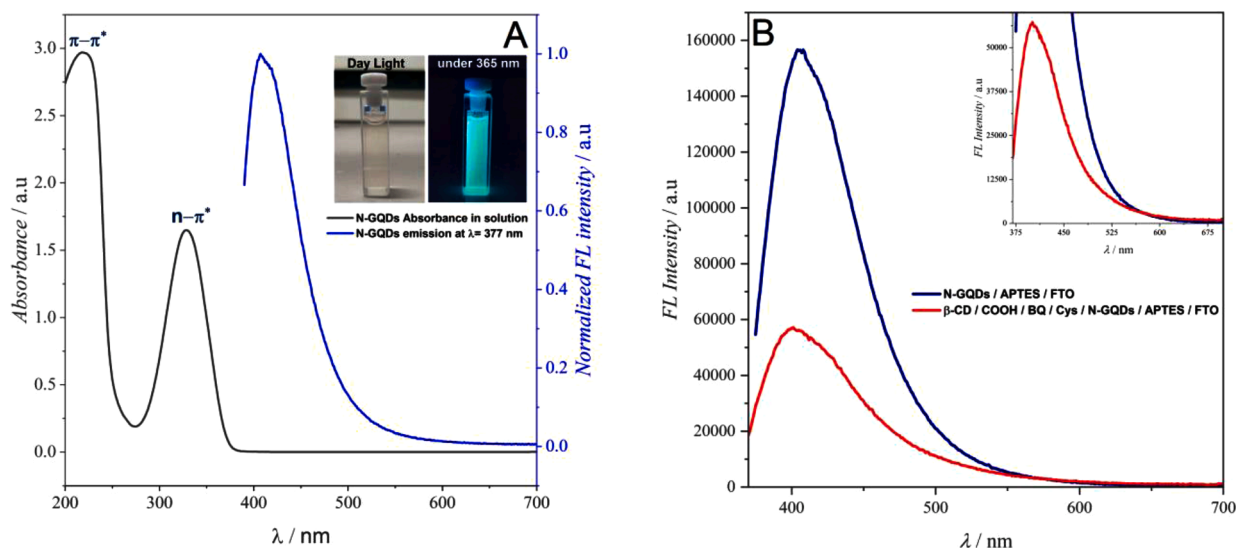 A
π–π*
n–π*
Day Light
under 365 nm
N-GQDs Absorbance in solution
N-GQDs emission at λ= 377 nm
Absorbance / a.u
3.0
2.5
2.0
1.5
1.0
0.5
0.0
Normalized FL intensity / a.u
1.0
0.8
0.6
0.4
0.2
0.0
200 300 400 500 600 700
λ / nm
B
FL Intensity / a.u
160000
140000
120000
100000
80000
60000
40000
20000
0
400 500 600 700
λ / nm
N-GQDs / APTES / FTO
β-CD / COOH / BQ / Cys / N-GQDs / APTES / FTO
FL Intensity / a.u
50000
37500
25000
12500
0
375 450 525 600 675
λ / nm